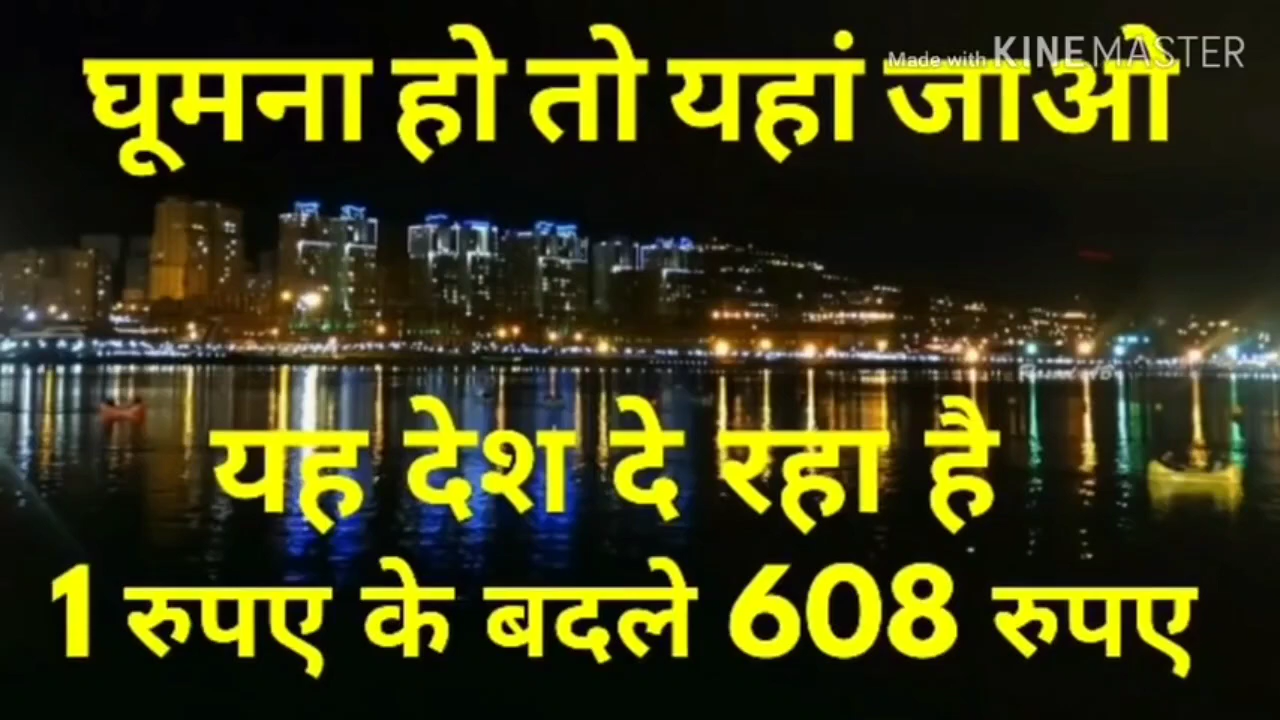 Made with KINEMASTER
घूमना हो तो यहां जाओ
यह देश दे रहा है
1 रुपए के बदले 608 रुपए